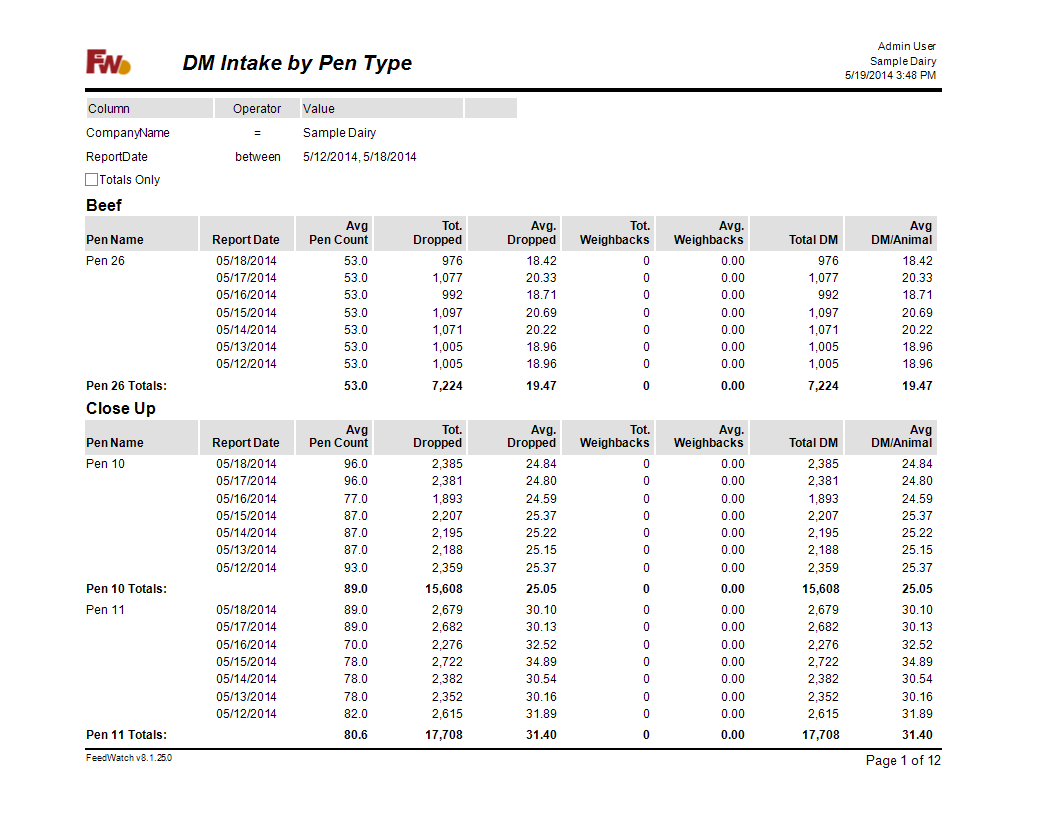 FW
DM Intake by Pen Type
Admin User
Sample Dairy
5/19/2014 3:48 PM
Column Operator Value
CompanyName = Sample Dairy
ReportDate between 5/12/2014, 5/18/2014
Totals Only
Beef
Avg Tot. Avg. Tot. Avg. Avg
Pen Name Report Date Pen Count Dropped Dropped Weighbacks Weighbacks Total DM DM/Animal
Pen 26 05/18/2014 53.0 976 18.42 0 0.00 976 18.42
05/17/2014 53.0 1,077 20.33 0 0.00 1,077 20.33
05/16/2014 53.0 992 18.71 0 0.00 992 18.71
05/15/2014 53.0 1,097 20.69 0 0.00 1,097 20.69
05/14/2014 53.0 1,071 20.22 0 0.00 1,071 20.22
05/13/2014 53.0 1,005 18.96 0 0.00 1,005 18.96
05/12/2014 53.0 1,005 18.96 0 0.00 1,005 18.96
Pen 26 Totals: 53.0 7,224 19.47 0 0.00 7,224 19.47
Close Up
Avg Tot. Avg. Tot. Avg. Avg
Pen Name Report Date Pen Count Dropped Dropped Weighbacks Weighbacks Total DM DM/Animal
Pen 10 05/18/2014 96.0 2,385 24.84 0 0.00 2,385 24.84
05/17/2014 96.0 2,381 24.80 0 0.00 2,381 24.80
05/16/2014 77.0 1,893 24.59 0 0.00 1,893 24.59
05/15/2014 87.0 2,207 25.37 0 0.00 2,207 25.37
05/14/2014 87.0 2,195 25.22 0 0.00 2,195 25.22
05/13/2014 87.0 2,188 25.15 0 0.00 2,188 25.15
05/12/2014 93.0 2,359 25.37 0 0.00 2,359 25.37
Pen 10 Totals: 89.0 15,608 25.05 0 0.00 15,608 25.05
Pen 11 05/18/2014 89.0 2,679 30.10 0 0.00 2,679 30.10
05/17/2014 89.0 2,682 30.13 0 0.00 2,682 30.13
05/16/2014 70.0 2,276 32.52 0 0.00 2,276 32.52
05/15/2014 78.0 2,722 34.89 0 0.00 2,722 34.89
05/14/2014 78.0 2,382 30.54 0 0.00 2,382 30.54
05/13/2014 78.0 2,352 30.16 0 0.00 2,352 30.16
05/12/2014 82.0 2,615 31.89 0 0.00 2,615 31.89
Pen 11 Totals: 80.6 17,708 31.40 0 0.00 17,708 31.40
FeedWatch v8.1.25.0
Page 1 of 12